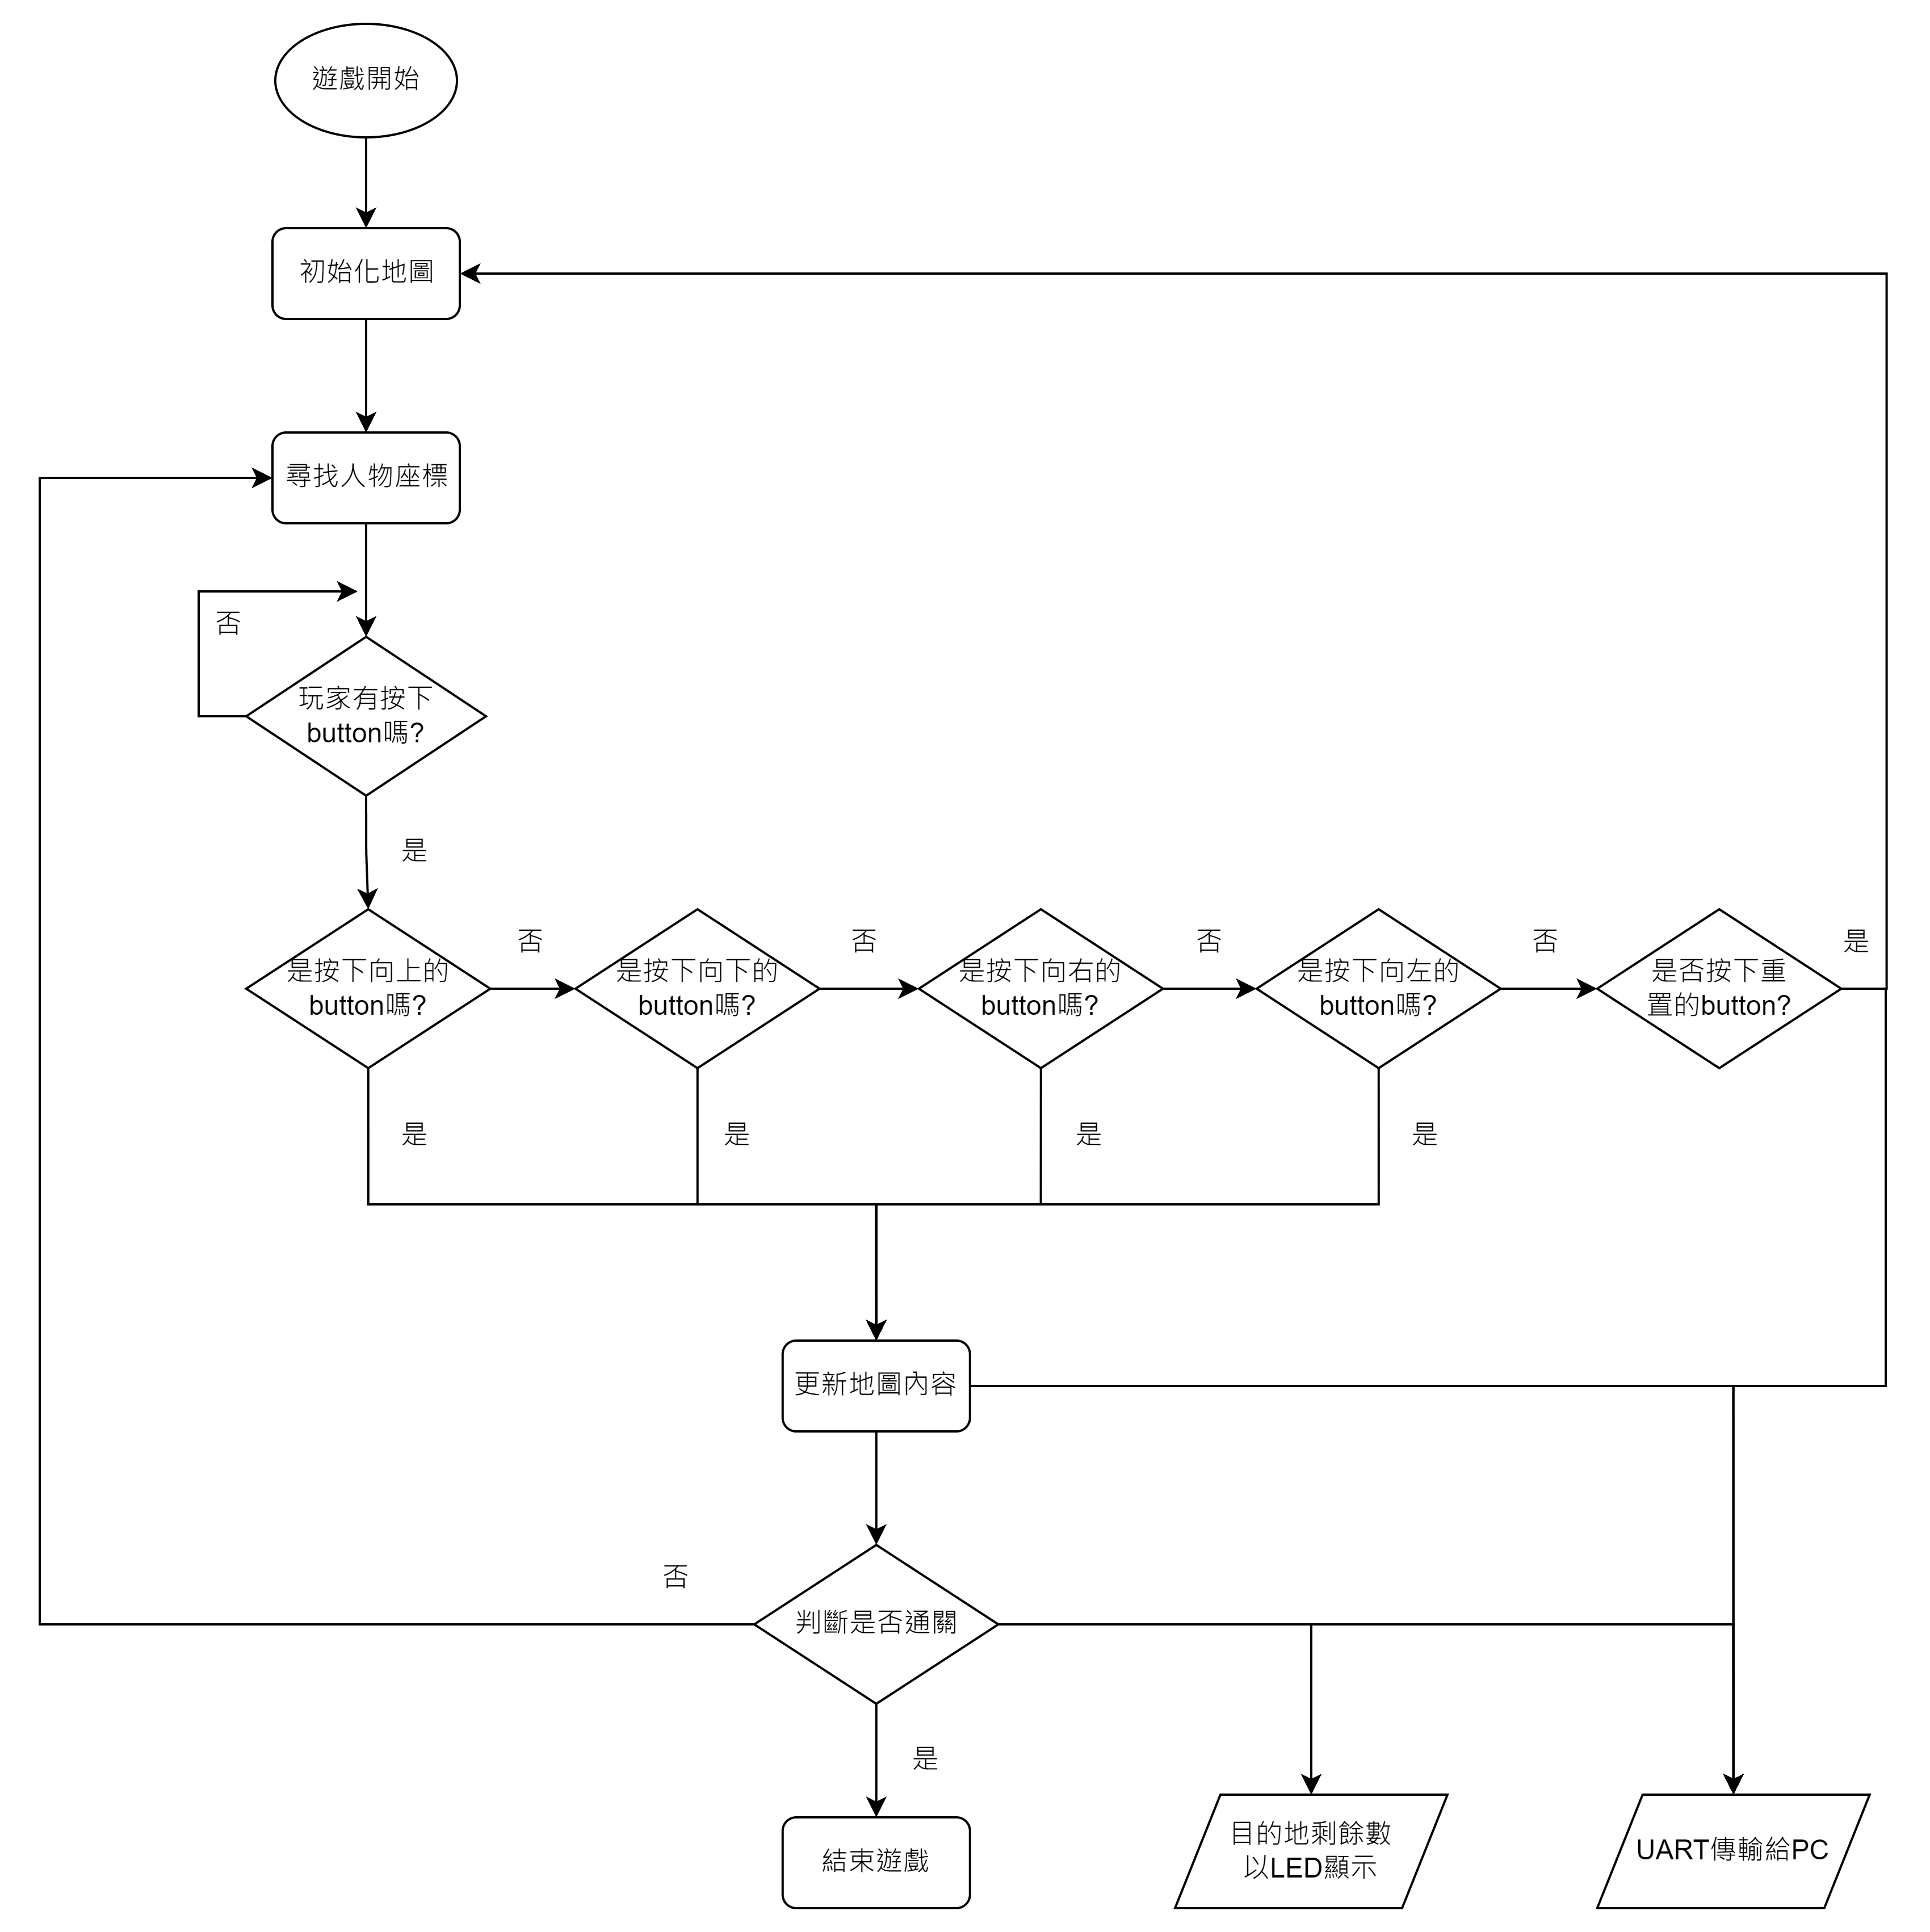 遊戲開始
初始化地圖
尋找人物座標
否
玩家有按下
button嗎?
是
是按下向上的
button嗎?
否
是按下向下的
button嗎?
否
是按下向右的
button嗎?
否
是按下向左的
button嗎?
否
是否按下重
置的button?
是
是
是
是
是
更新地圖內容
否
判斷是否通關
是
結束遊戲
目的地剩餘數
以LED顯示
UART傳輸給PC